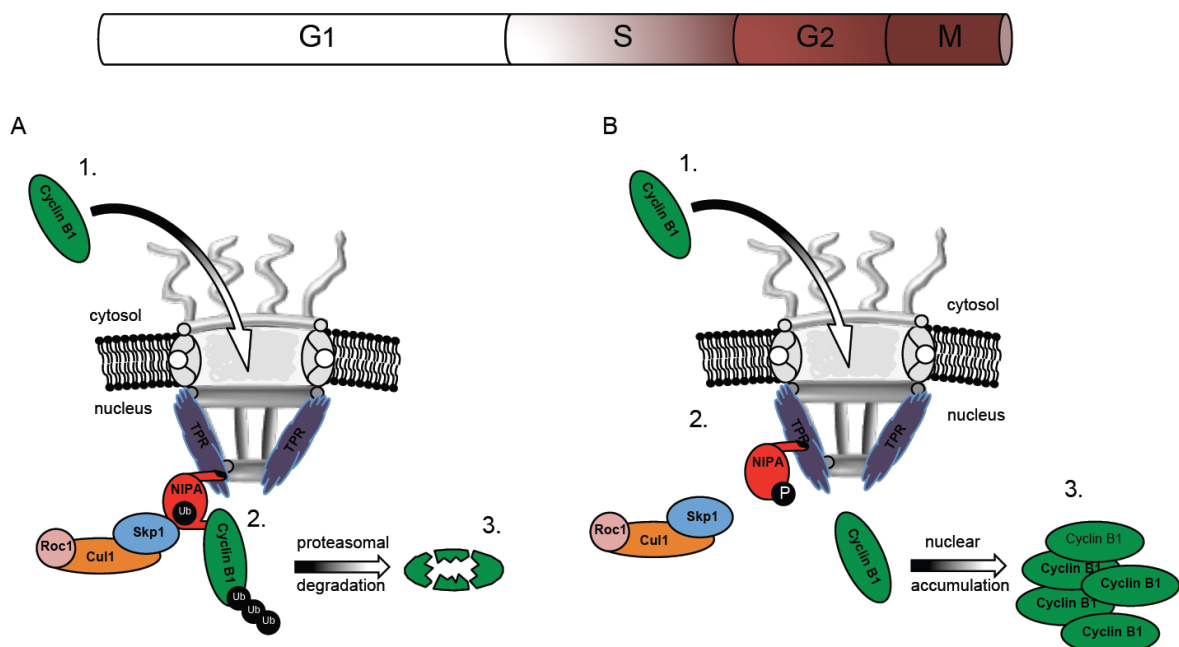 G1 S G2 M
A
1.
Cyclin B1
cytosol
nucleus
TPR
TPR
NIPA
Ub
2.
Skp1
Roc1
Cul1
Cyclin B1
Ub
Ub
Ub
proteasomal
degradation
3.
B
1.
Cyclin B1
cytosol
nucleus
TPR
TPR
2.
NIPA
P
Skp1
Roc1
Cul1
Cyclin B1
nuclear
accumulation
3.
Cyclin B1
Cyclin B1
Cyclin B1
Cyclin B1
Cyclin B1